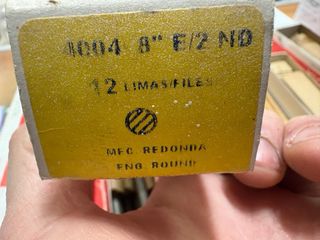 4004 8" E/2 ND
12 LIMAS/FILES
MEC. REDONDA
ENG. ROUND